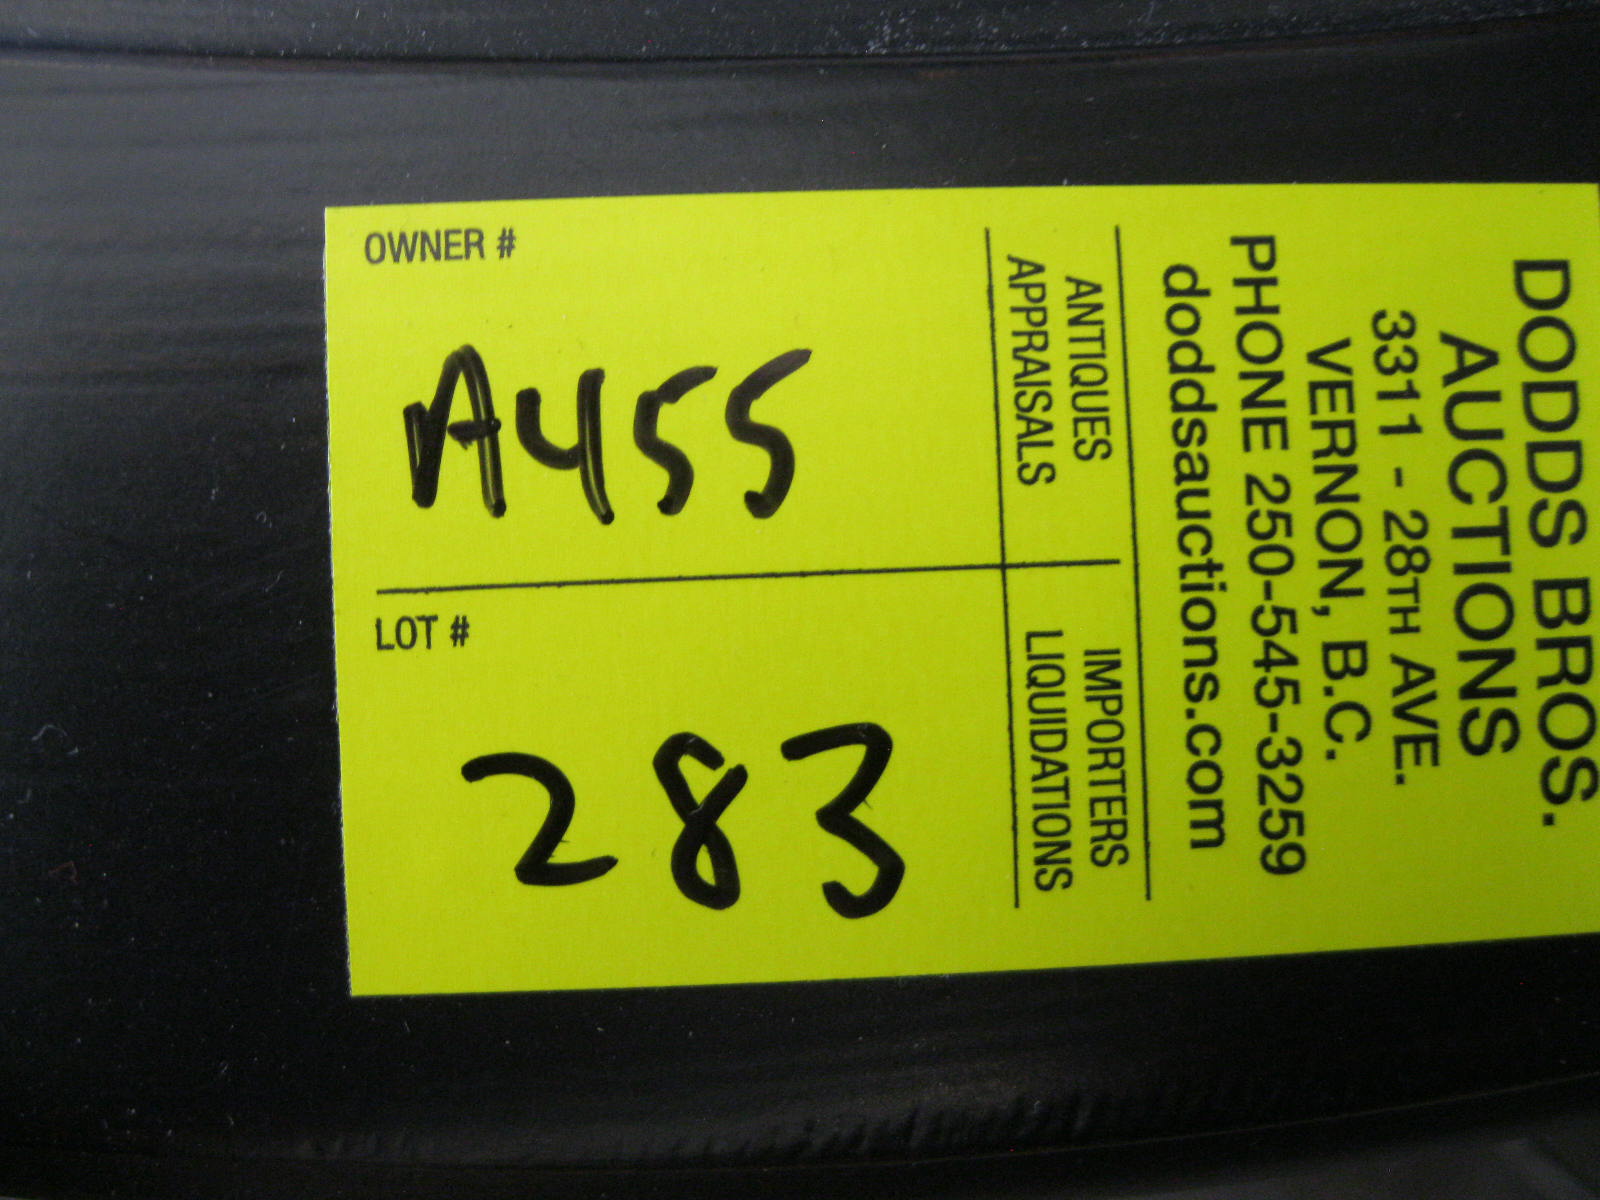 DODDS BROS.
AUCTIONS
3311 - 28TH AVE.
VERNON, B.C.
PHONE 250-545-3259
doddsauctions.com
ANTIQUES
APPRAISALS
IMPORTERS
LIQUIDATIONS
OWNER #
A455
LOT #
283